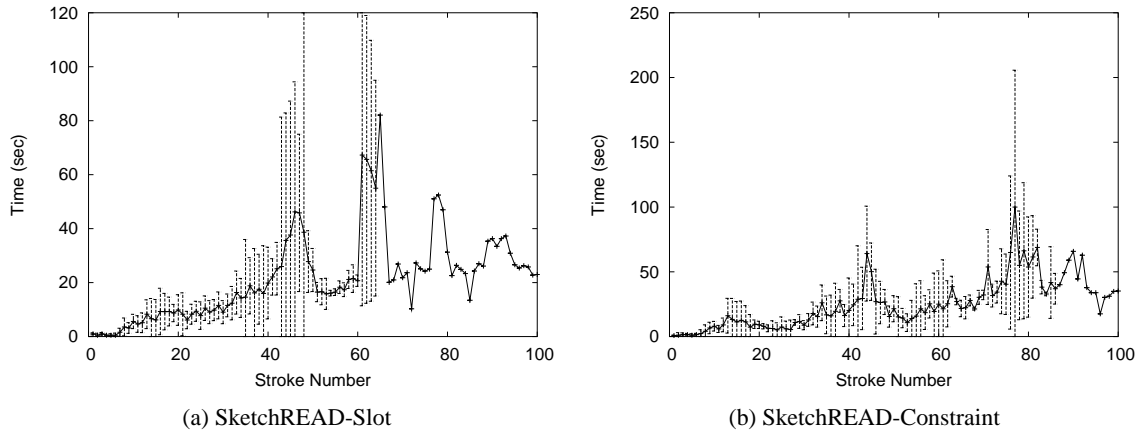 120
100
80
60
40
20
0
Time (sec)
0 20 40 60 80 100
Stroke Number
(a) SketchREAD-Slot
250
200
150
100
50
0
Time (sec)
0 20 40 60 80 100
Stroke Number
(b) SketchREAD-Constraint